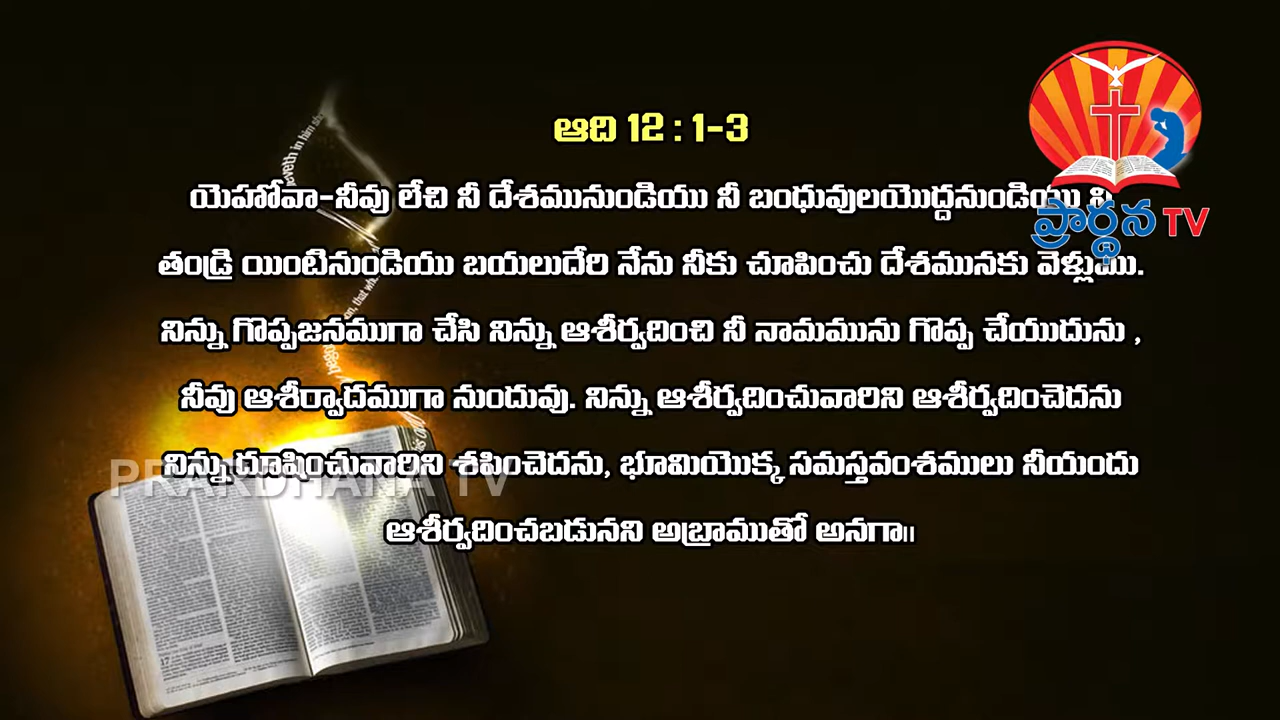 ఆది 12 : 1-3
యెహోవా-నీవు లేచి నీ దేశమునుండియు నీ బంధువులయొద్దనుండియు నీ
తండ్రి యింటినుండియు బయలుదేరి నేను నీకు చూపించు దేశమునకు వెళ్లుము.
నిన్ను గొప్పజనముగా చేసి నిన్ను ఆశీర్వదించి నీ నామమును గొప్ప చేయుదును ,
నీవు ఆశీర్వాదముగా నుందువు. నిన్ను ఆశీర్వదించువారిని ఆశీర్వదించెదను
నిన్ను దూషించువారిని శపించెదను, భూమియొక్క సమస్తవంశములు నీయందు
ఆశీర్వదించబడునని అబ్రాముతో అనగా॥
ప్రార్థన TV
PRARDHANA TV